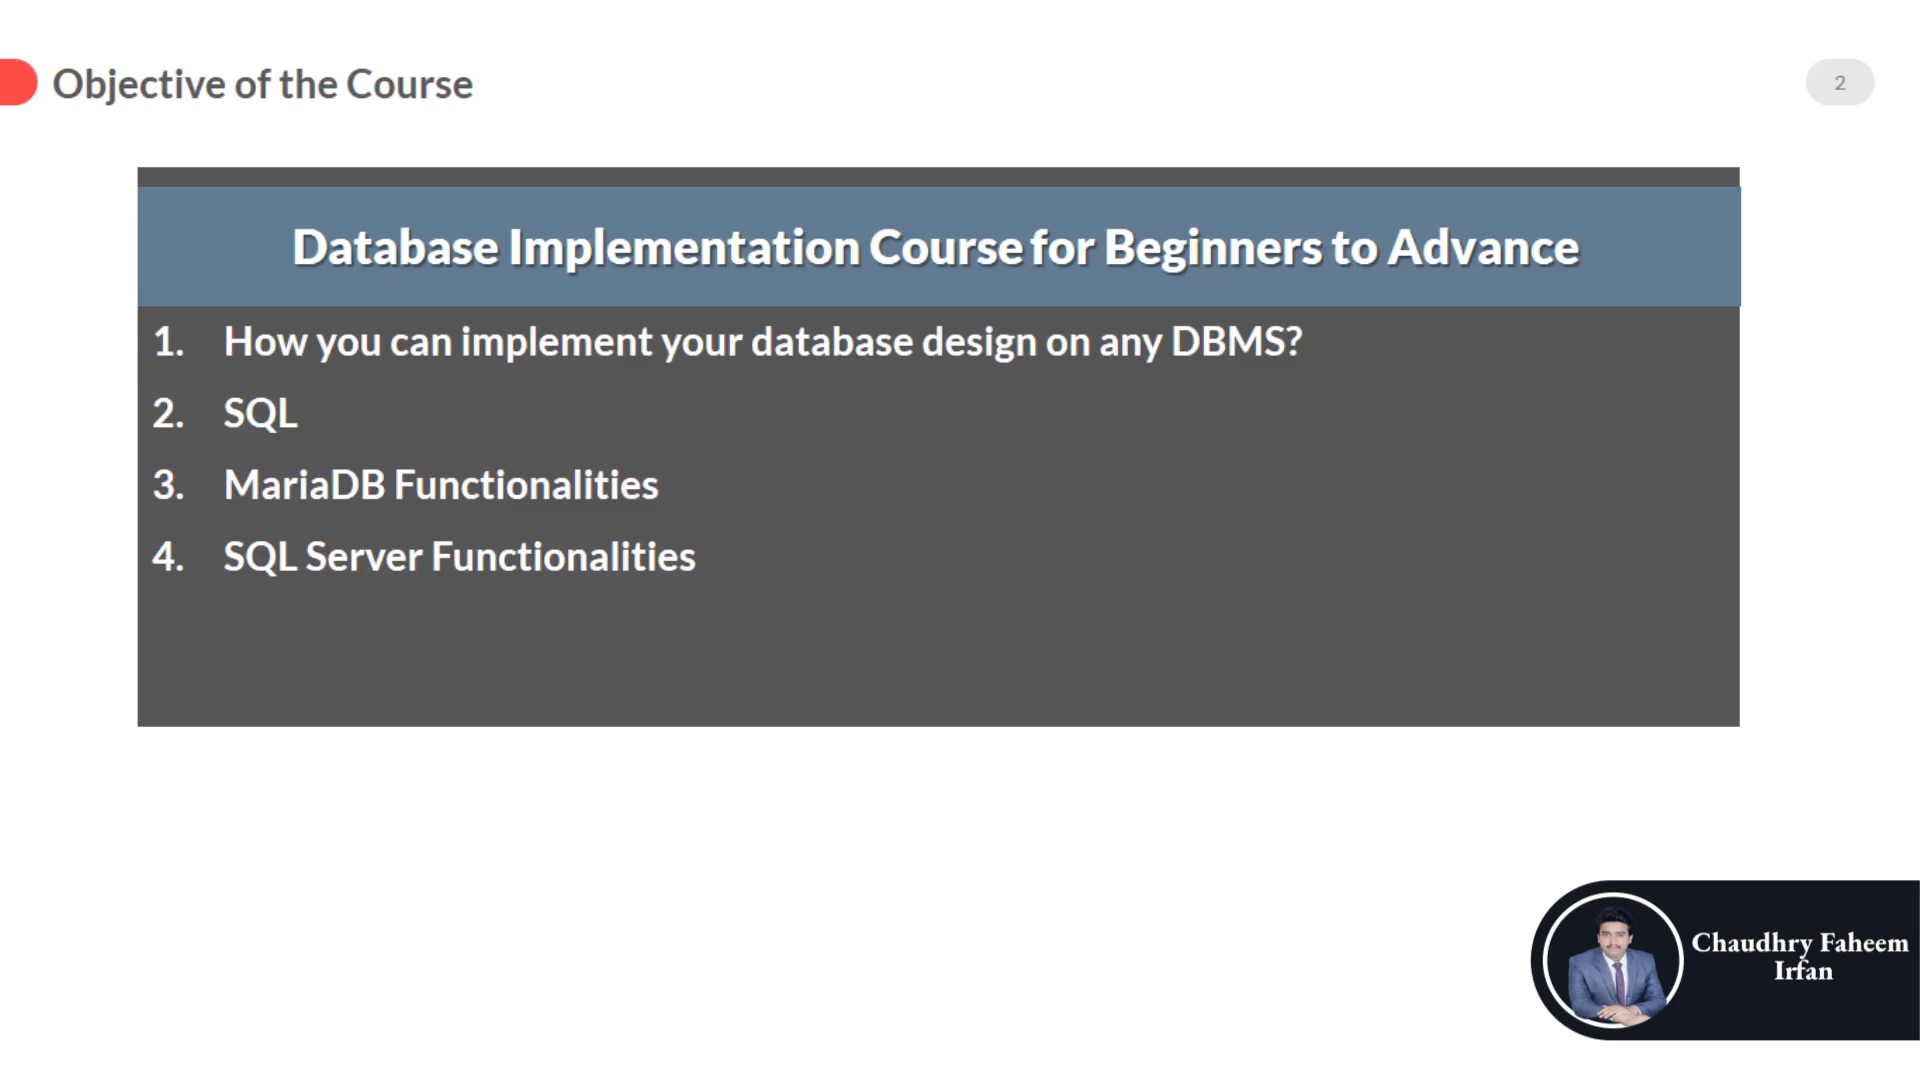 Objective of the Course
2
Database Implementation Course for Beginners to Advance
1. How you can implement your database design on any DBMS?
2. SQL
3. MariaDB Functionalities
4. SQL Server Functionalities
Chaudhry Faheem
Irfan